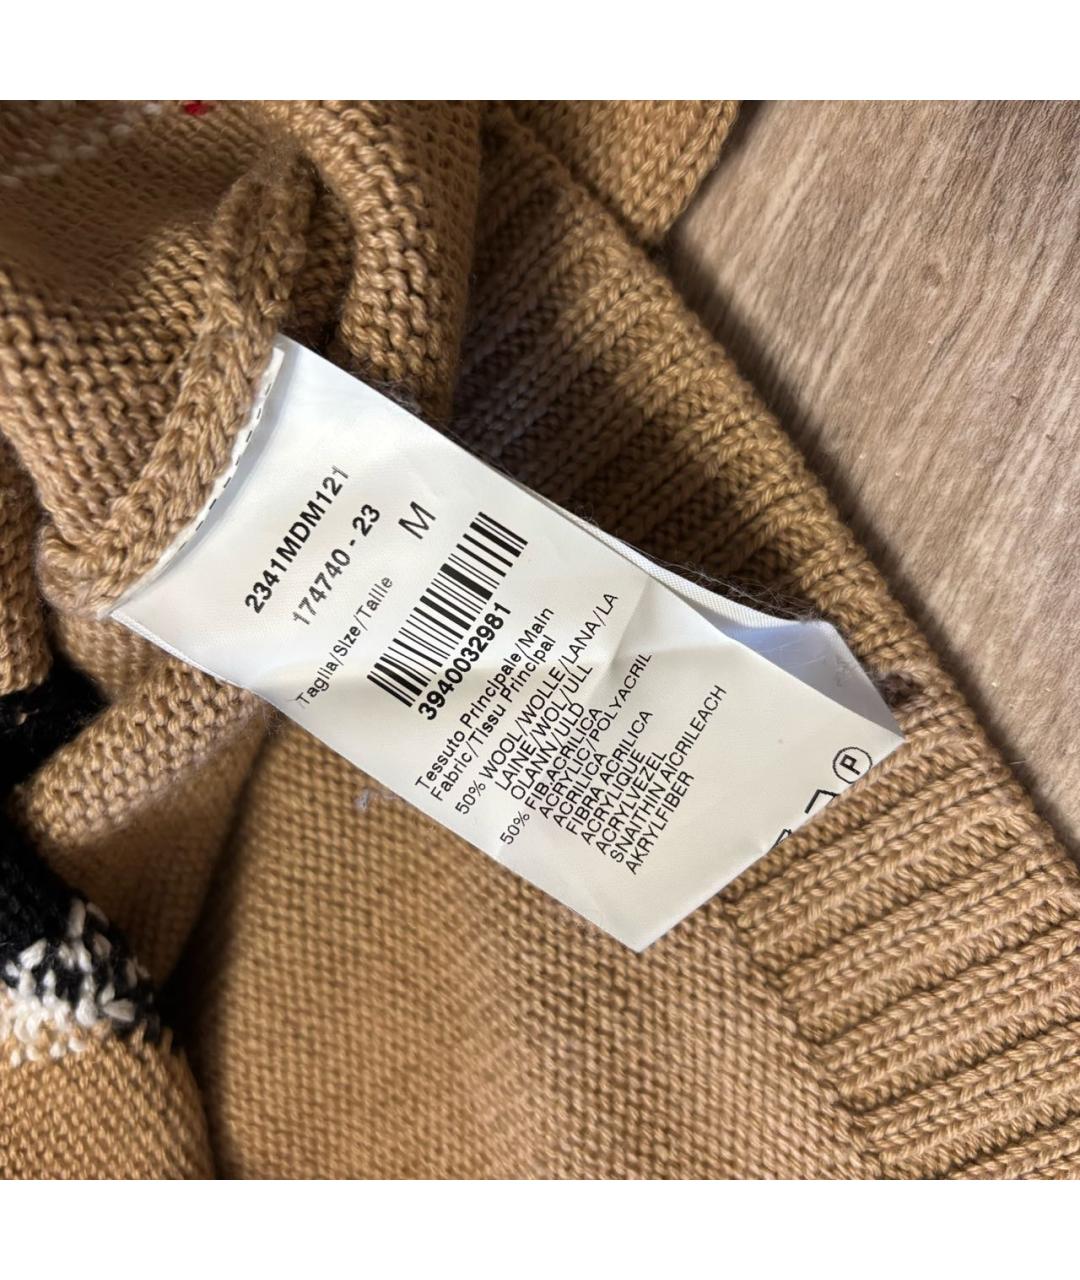 2341MDM121
174740 - 23
Taglia/Size/Taille
M
3940032981
Tessuto Principale/Main
Fabric/Tissu Principal
50% WOOL/WOLLE/LANA/LA
LAINE/WOL/ULL
OLANN/ULD
50% FIB.ACRILICA
ACRYLIC/POLYACRIL
ACRILICA
FIBRA ACRILICA
ACRYLIQUE
ACRYLVEZEL
SNAITHIN AICRILEACH
AKRYLFIBER
P